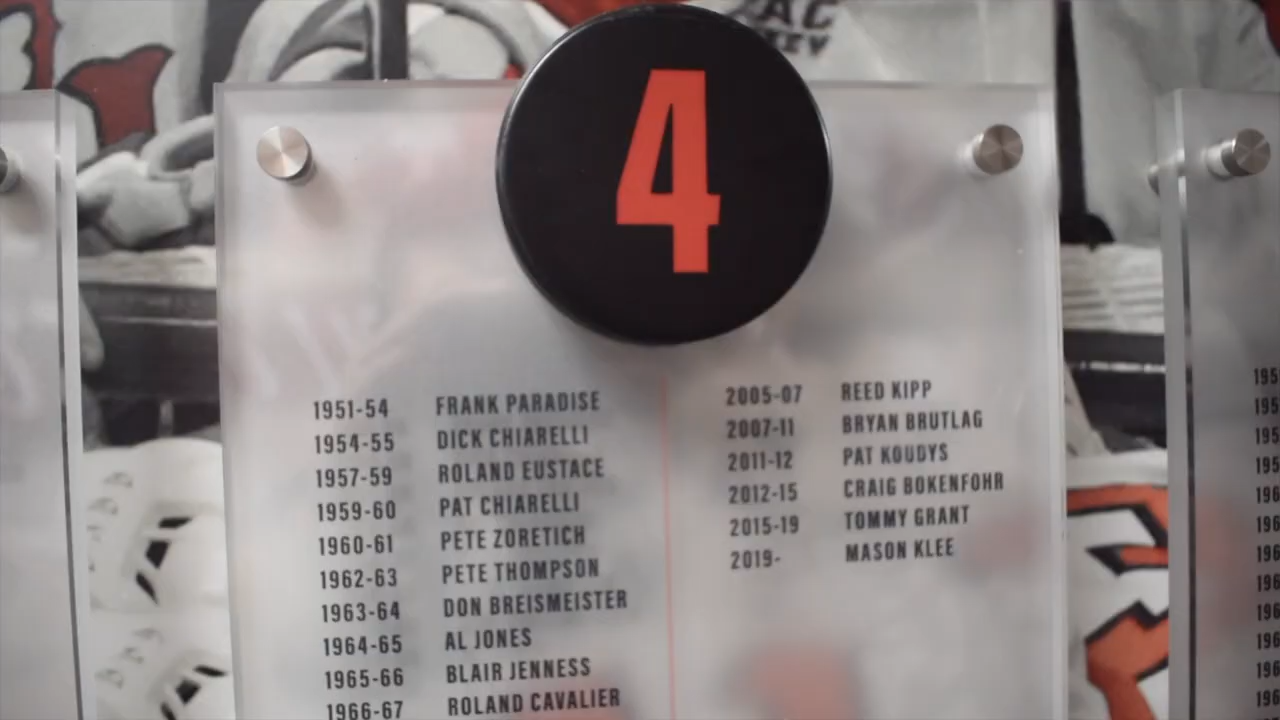 4
1951-54 FRANK PARADISE
1954-55 DICK CHIARELLI
1957-59 ROLAND EUSTACE
1959-60 PAT CHIARELLI
1960-61 PETE ZORETICH
1962-63 PETE THOMPSON
1963-64 DON BREISMEISTER
1964-65 AL JONES
1965-66 BLAIR JENNESS
1966-67 ROLAND CAVALIER
2005-07 REED KIPP
2007-11 BRYAN BRUTLAG
2011-12 PAT KOUDYS
2012-15 CRAIG BOKENFOHR
2015-19 TOMMY GRANT
2019- MASON KLEE